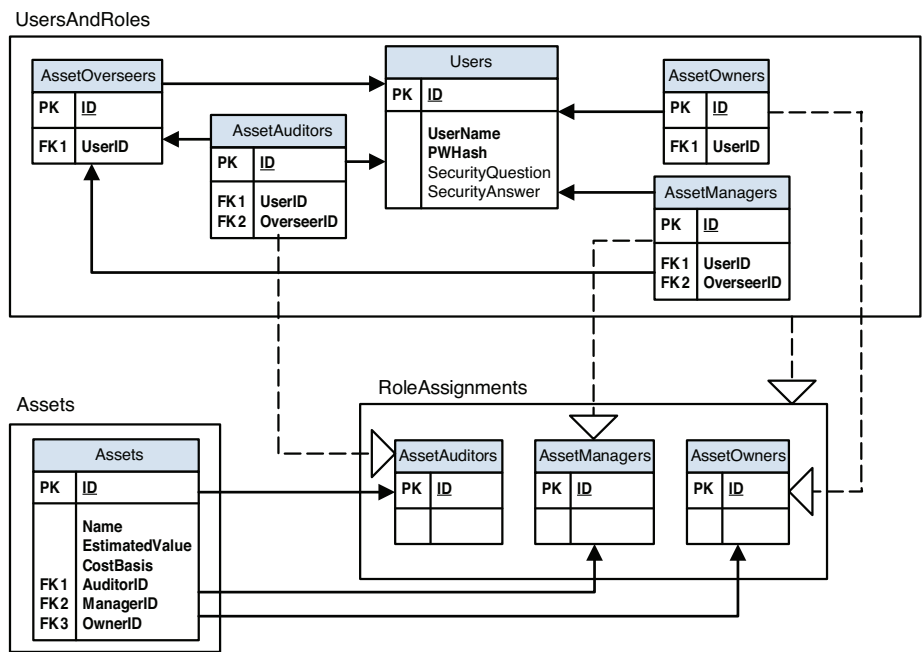 UsersAndRoles
AssetOverseers
PK ID
FK1 UserID
AssetAuditors
PK ID
FK1 UserID
FK2 OverseerID
Users
PK ID
UserName
PWHash
SecurityQuestion
SecurityAnswer
AssetOwners
PK ID
FK1 UserID
AssetManagers
PK ID
FK1 UserID
FK2 OverseerID
RoleAssignments
AssetAuditors
PK ID
AssetManagers
PK ID
AssetOwners
PK ID
Assets
Assets
PK ID
Name
EstimatedValue
CostBasis
FK1 AuditorID
FK2 ManagerID
FK3 OwnerID